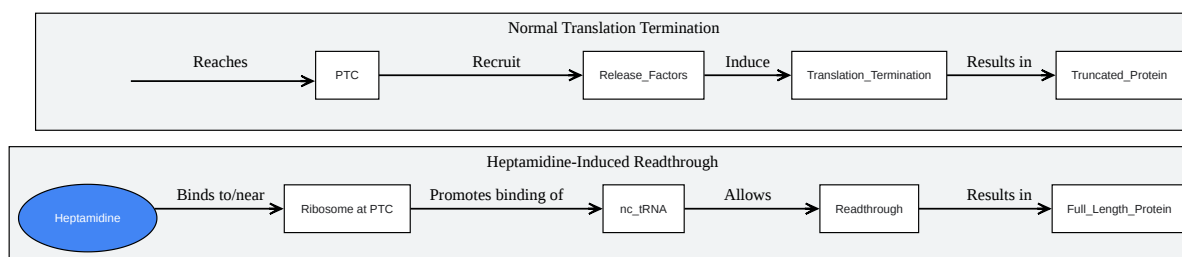 Normal Translation Termination
Reaches
PTC
Recruit
Release_Factors
Induce
Translation_Termination
Results in
Truncated_Protein
Heptamidine-Induced Readthrough
Heptamidine
Binds to/near
Ribosome at PTC
Promotes binding of
nc_tRNA
Allows
Readthrough
Results in
Full_Length_Protein